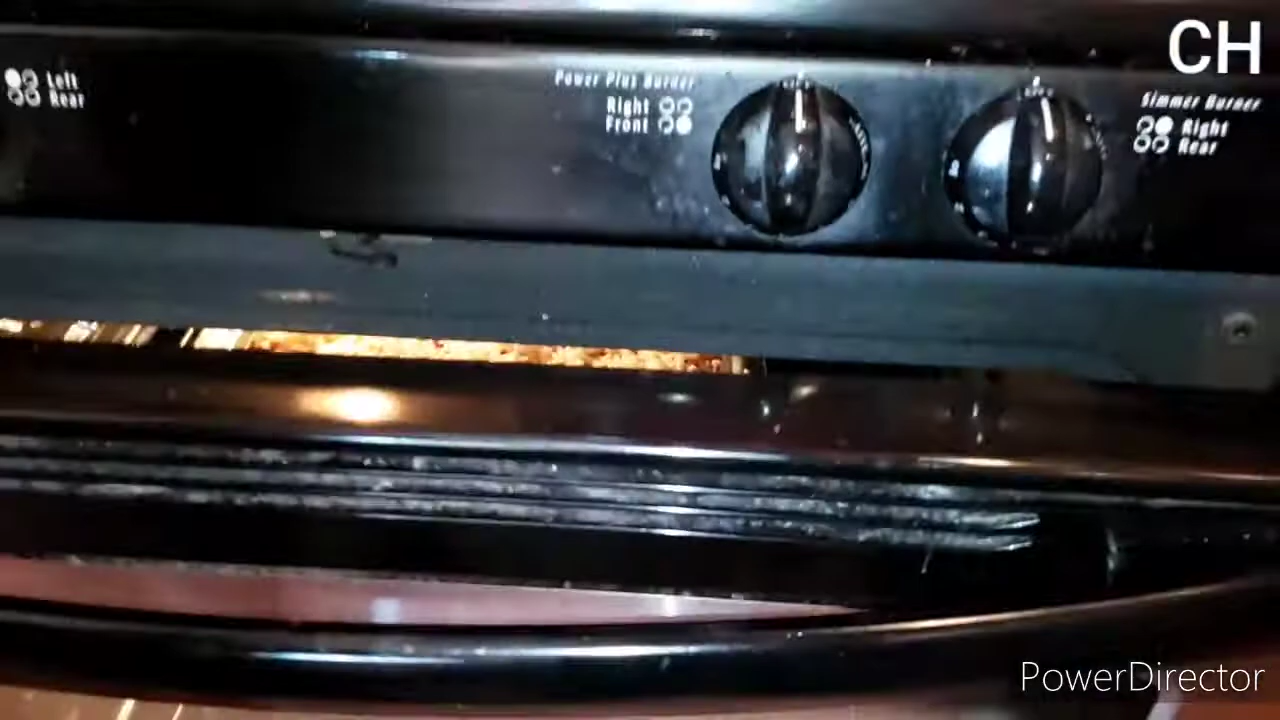 CH
Left
Rear
Power Plus Burner
Right
Front
Simmer Burner
Right
Rear
PowerDirector